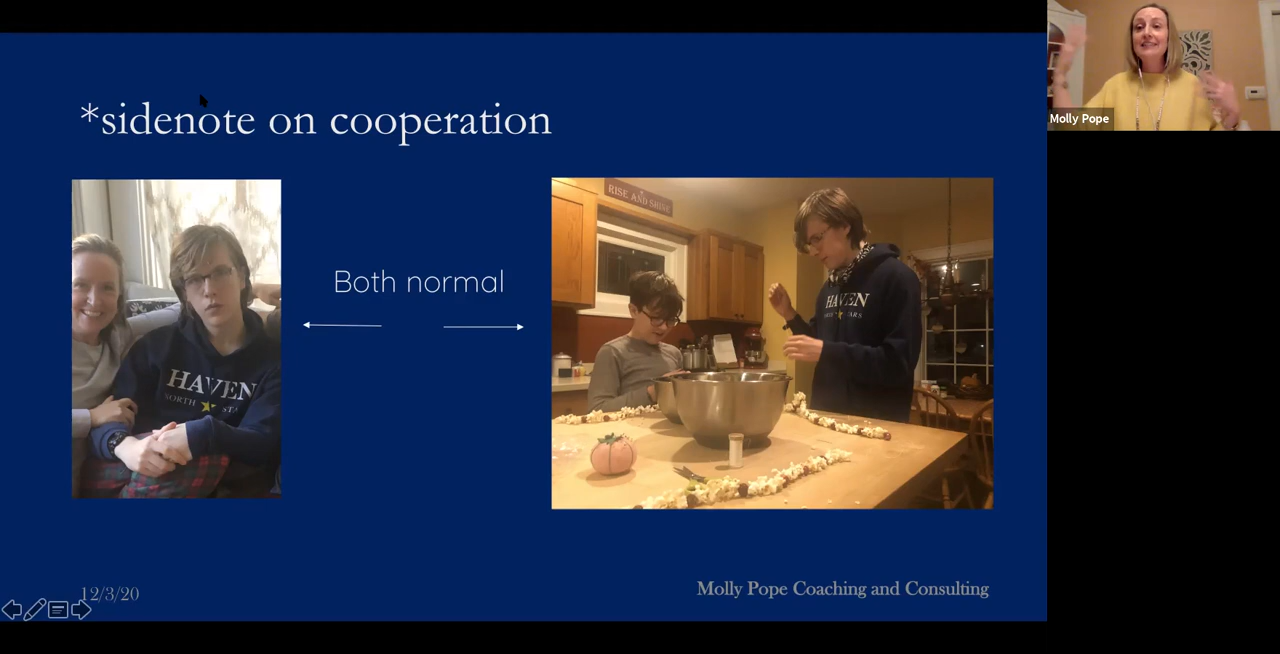 *sidenote on cooperation
Molly Pope
RISE AND SHINE
Both normal
HAVEN
NORTH STA
HAVEN
12/3/20
Molly Pope Coaching and Consulting